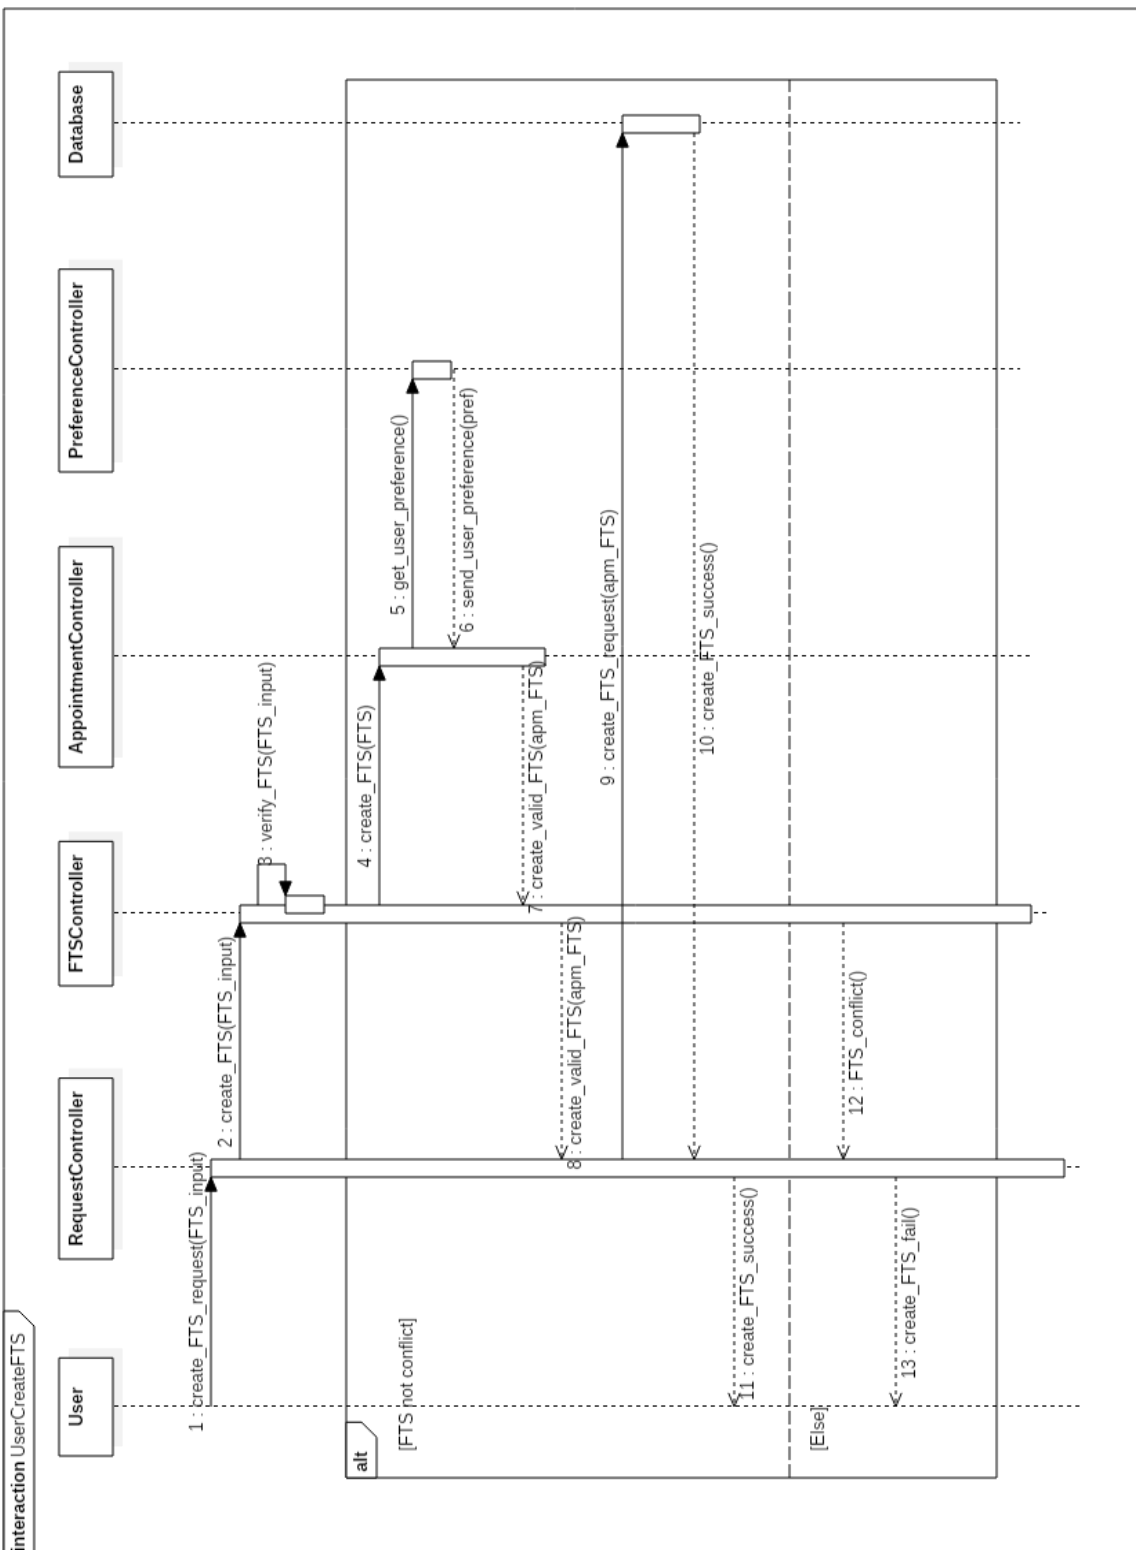 interaction UserCreateFTS
User
RequestController
FTSController
AppointmentController
PreferenceController
Database
1 : create_FTS_request(FTS_input)
2 : create_FTS(FTS_input)
3 : verify_FTS(FTS_input)
alt
[FTS not conflict]
4 : create_FTS(FTS)
5 : get_user_preference()
6 : send_user_preference(pref)
7 : create_valid_FTS(apm_FTS)
8 : create_valid_FTS(apm_FTS)
9 : create_FTS_request(apm_FTS)
10 : create_FTS_success()
11 : create_FTS_success()
[Else]
12 : FTS_conflict()
13 : create_FTS_fail()